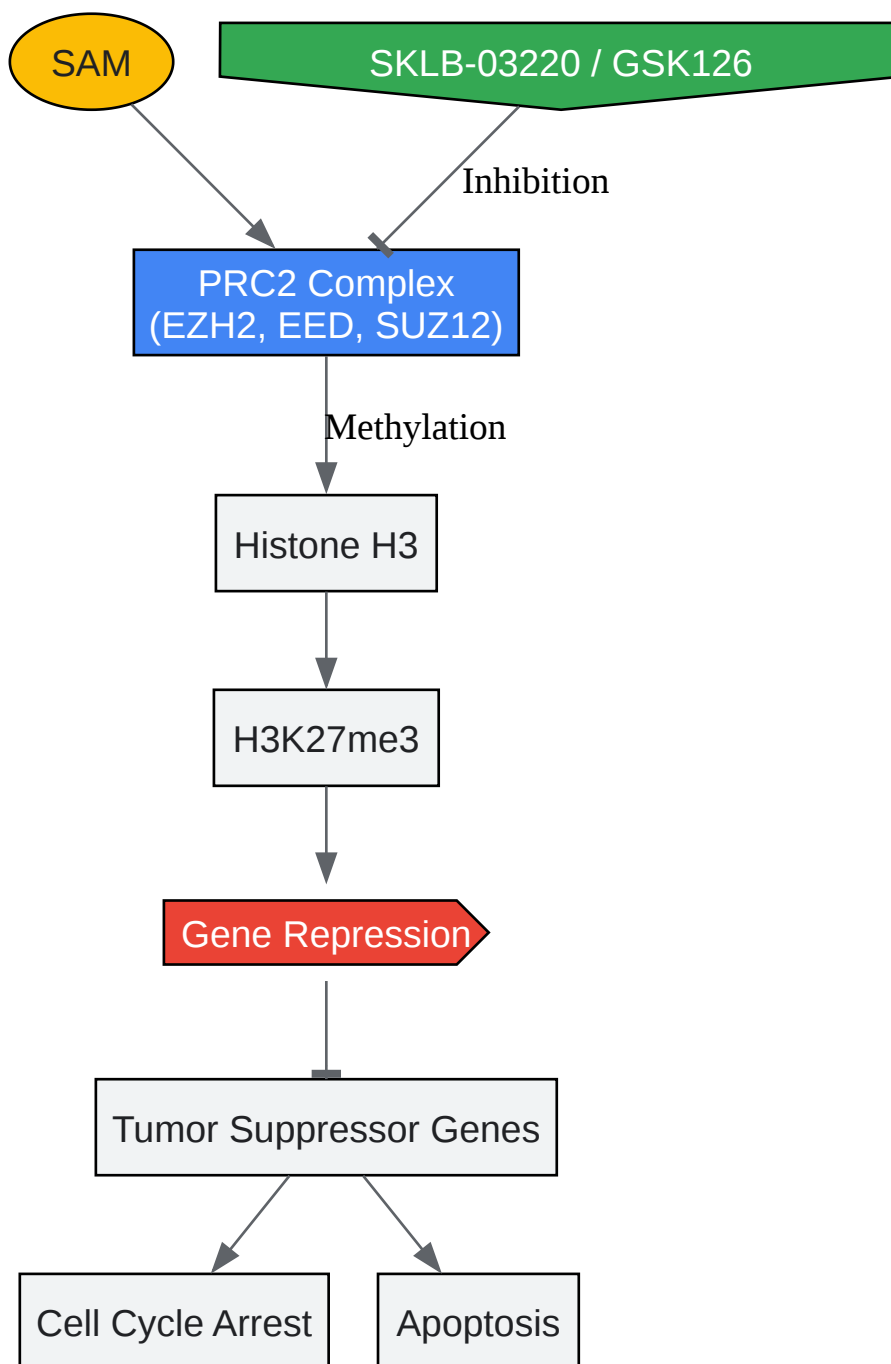 SAM
SKLB-03220 / GSK126
Inhibition
PRC2 Complex
(EZH2, EED, SUZ12)
Methylation
Histone H3
H3K27me3
Gene Repression
Tumor Suppressor Genes
Cell Cycle Arrest
Apoptosis